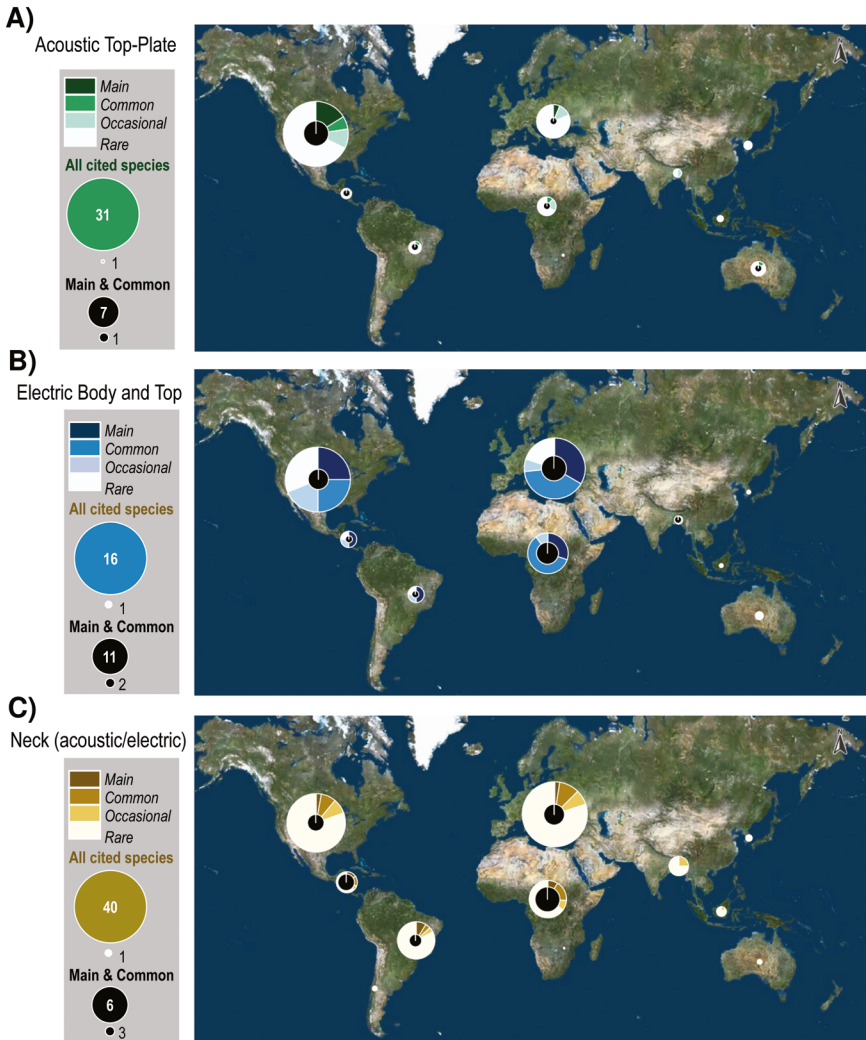 A)
Acoustic Top-Plate
Main
Common
Occasional
Rare
All cited species
31
1
Main & Common
7
1
B)
Electric Body and Top
Main
Common
Occasional
Rare
All cited species
16
1
Main & Common
11
2
C)
Neck (acoustic/electric)
Main
Common
Occasional
Rare
All cited species
40
1
Main & Common
6
3